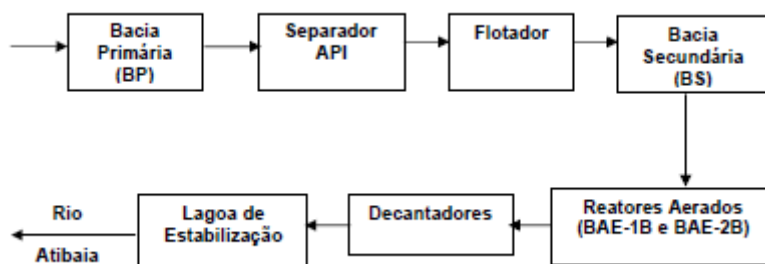 Bacia
Primária
(BP)
Separador
API
Flotador
Bacia
Secundária
(BS)
Reatores Aerados
(BAE-1B e BAE-2B)
Decantadores
Lagoa de
Estabilização
Rio
Atibaia